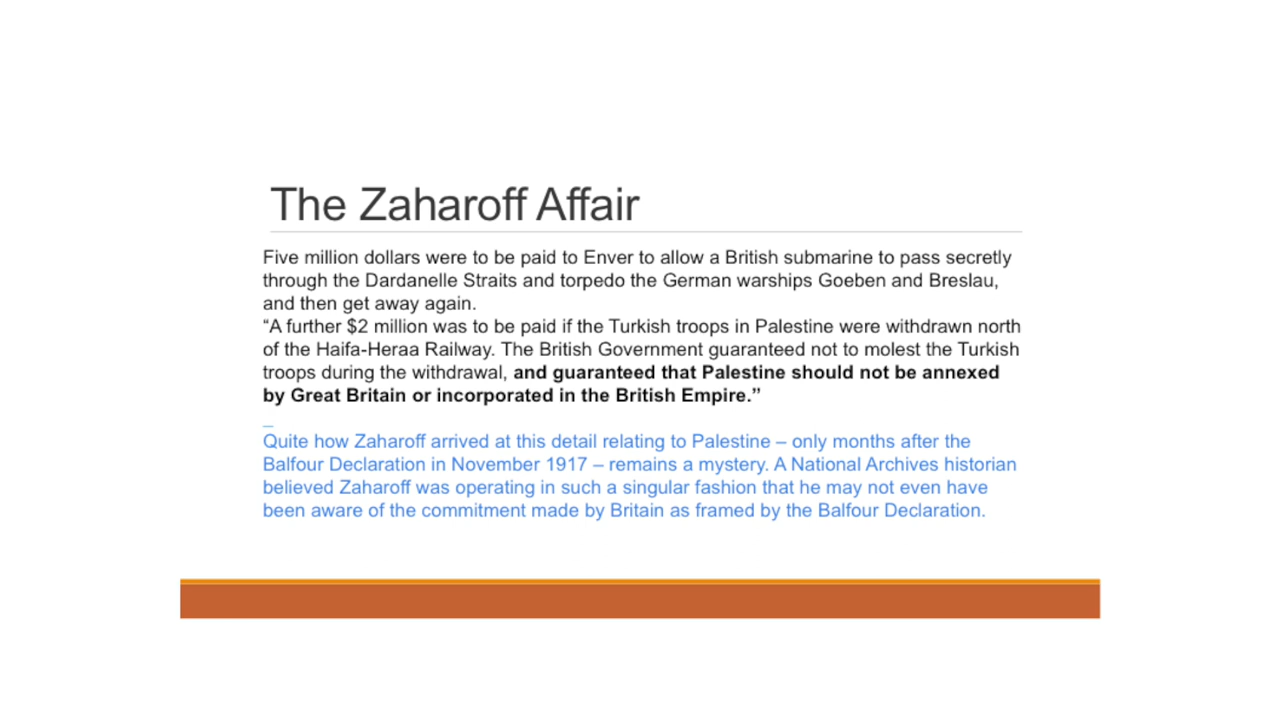 The Zaharoff Affair
Five million dollars were to be paid to Enver to allow a British submarine to pass secretly
through the Dardanelle Straits and torpedo the German warships Goeben and Breslau,
and then get away again.
“A further $2 million was to be paid if the Turkish troops in Palestine were withdrawn north
of the Haifa-Heraa Railway. The British Government guaranteed not to molest the Turkish
troops during the withdrawal, and guaranteed that Palestine should not be annexed
by Great Britain or incorporated in the British Empire.”
_
Quite how Zaharoff arrived at this detail relating to Palestine – only months after the
Balfour Declaration in November 1917 – remains a mystery. A National Archives historian
believed Zaharoff was operating in such a singular fashion that he may not even have
been aware of the commitment made by Britain as framed by the Balfour Declaration.